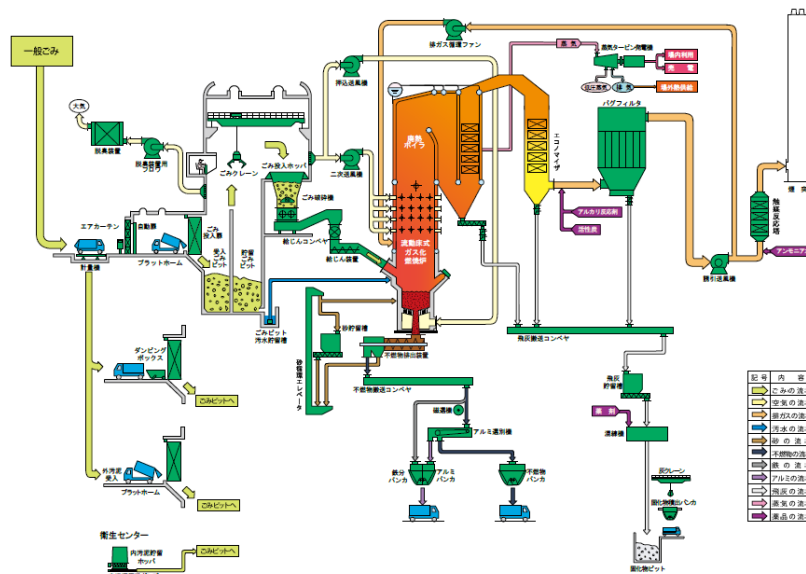 一般ごみ
大気
脱臭装置
脱臭装置用
ブロワ
ごみクレーン
ごみ投入ホッパ
ごみ破砕機
給じんコンベヤ
給じん装置
エアカーテン
自動扉
ごみ
投入扉
計量機
プラットホーム
受入
ごみ
ピット
貯留
ごみ
ピット
ごみピット
汚水貯留槽
押込送風機
二次送風機
排ガス循環ファン
廃熱
ボイラ
流動床式
ガス化
燃焼炉
蒸気
蒸気タービン発電機
場内利用
売電
低圧蒸気
排気
場外熱供給
エコノマイザ
バグフィルタ
アルカリ反応剤
活性炭
触媒反応塔
誘引送風機
アンモニア
煙突
砂貯留槽
砂循環エレベータ
不燃物排出装置
不燃物搬送コンベヤ
磁選機
アルミ選別機
鉄分
バンカ
アルミ
バンカ
不燃物
バンカ
飛灰搬送コンベヤ
飛灰
貯留槽
薬剤
混練機
灰クレーン
固化物積出バンカ
固化物ピット
ダンピング
ボックス
ごみピットへ
外汚泥
受入
プラットホーム
ごみピットへ
衛生センター
内汚泥貯留
ホッパ
ごみピットへ
記号 内容
ごみの流
空気の流
排ガスの流
汚水の流
砂の流
不燃物の流
鉄の流
アルミの流
飛灰の流
蒸気の流
薬品の流